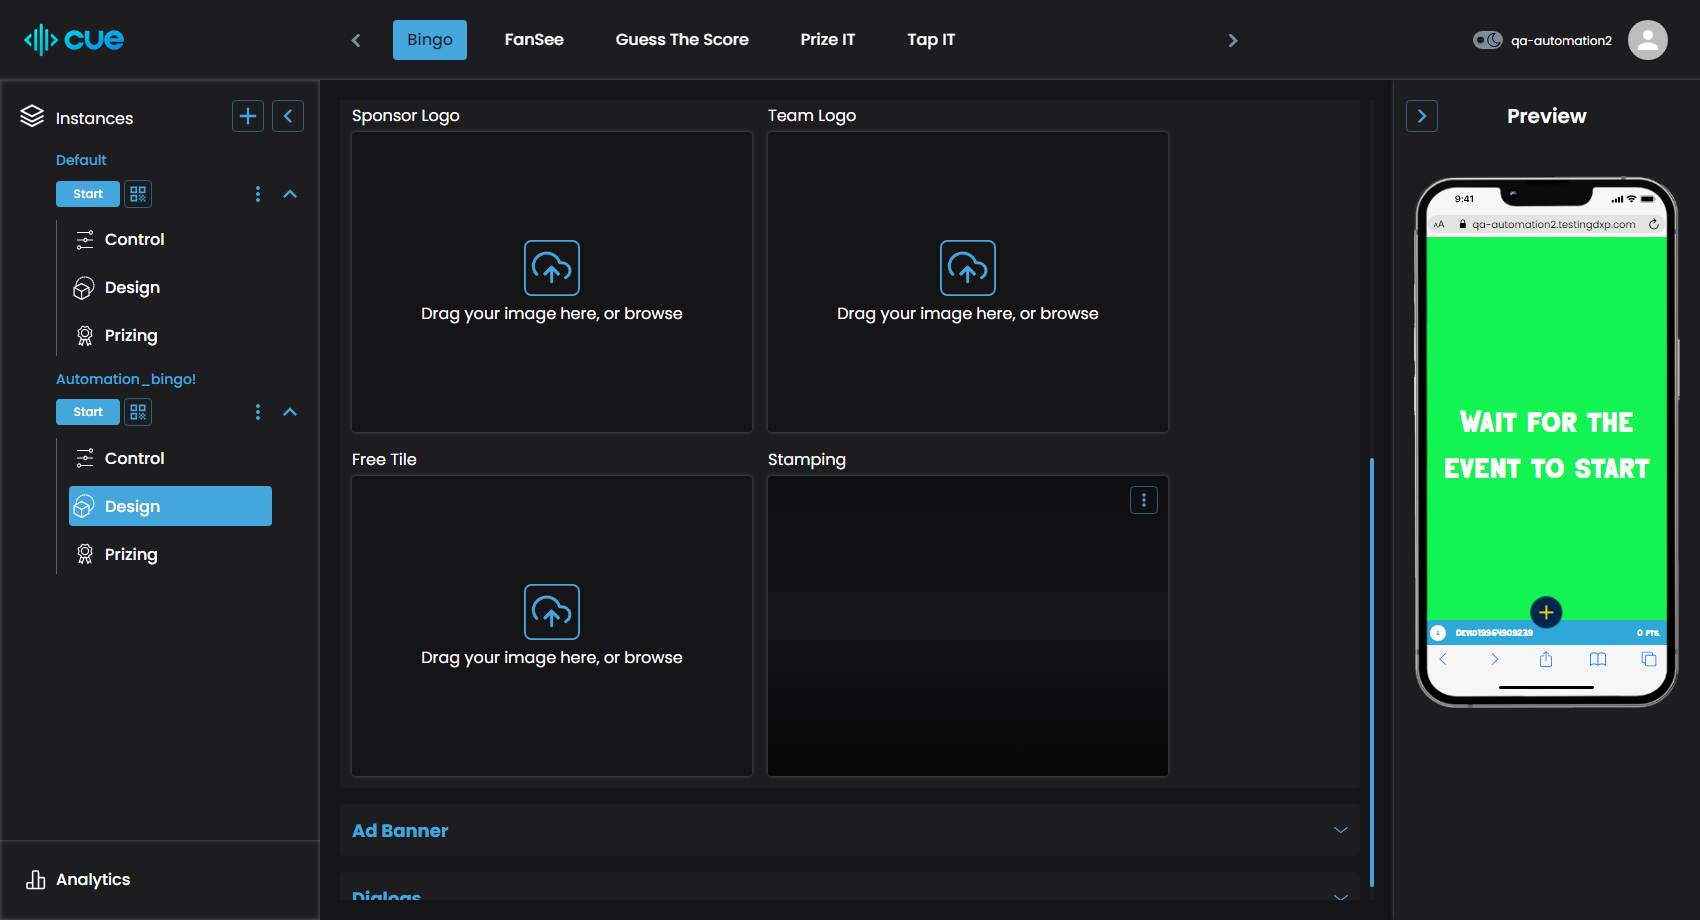 cue
Bingo
FanSee
Guess The Score
Prize IT
Tap IT
qa-automation2
Instances
Default
Start
Control
Design
Prizing
Automation_bingo!
Start
Control
Design
Prizing
Analytics
Sponsor Logo
Team Logo
Drag your image here, or browse
Drag your image here, or browse
Free Tile
Stamping
Drag your image here, or browse
Ad Banner
Dialogs
Preview
9:41
AA
qa-automation2.testingdxp.com
Wait for the
event to start
Devid19964909239
0 pts.